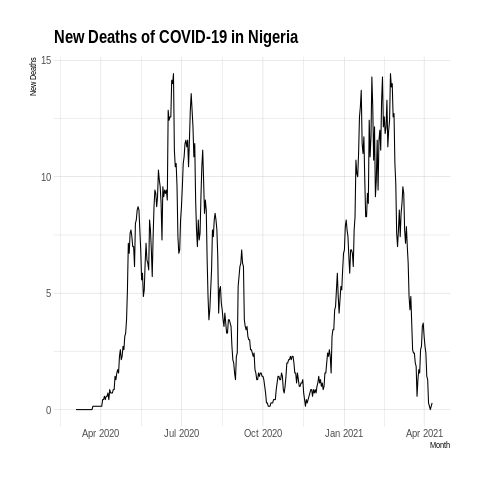 New Deaths of COVID-19 in Nigeria
New Deaths
15
10
5
0
Apr 2020 Jul 2020 Oct 2020 Jan 2021 Apr 2021
Month